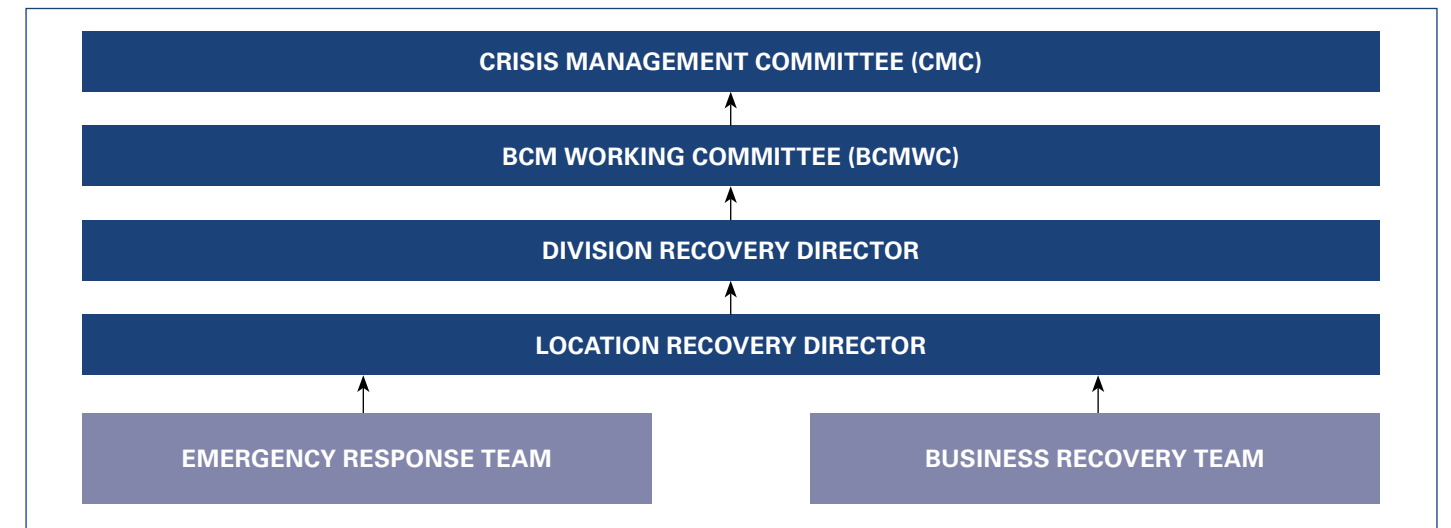 CRISIS MANAGEMENT COMMITTEE (CMC)
BCM WORKING COMMITTEE (BCMWC)
DIVISION RECOVERY DIRECTOR
LOCATION RECOVERY DIRECTOR
EMERGENCY RESPONSE TEAM
BUSINESS RECOVERY TEAM